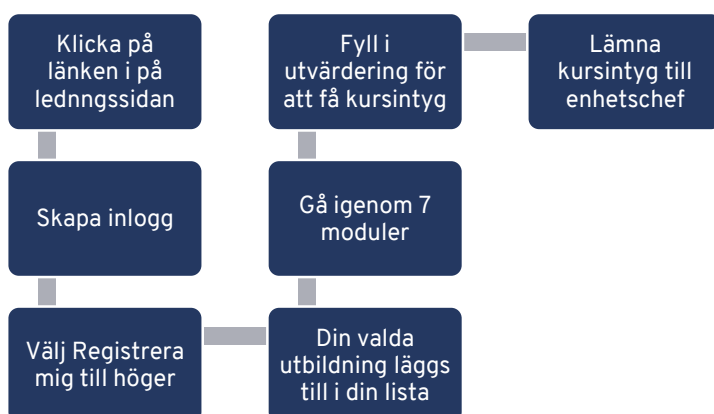 Klicka på
länken i på
lednngssidan
Skapa inlogg
Välj Registrera
mig till höger
Din valda
utbildning läggs
till i din lista
Gå igenom 7
moduler
Fyll i
utvärdering för
att få kursintyg
Lämna
kursintyg till
enhetschef